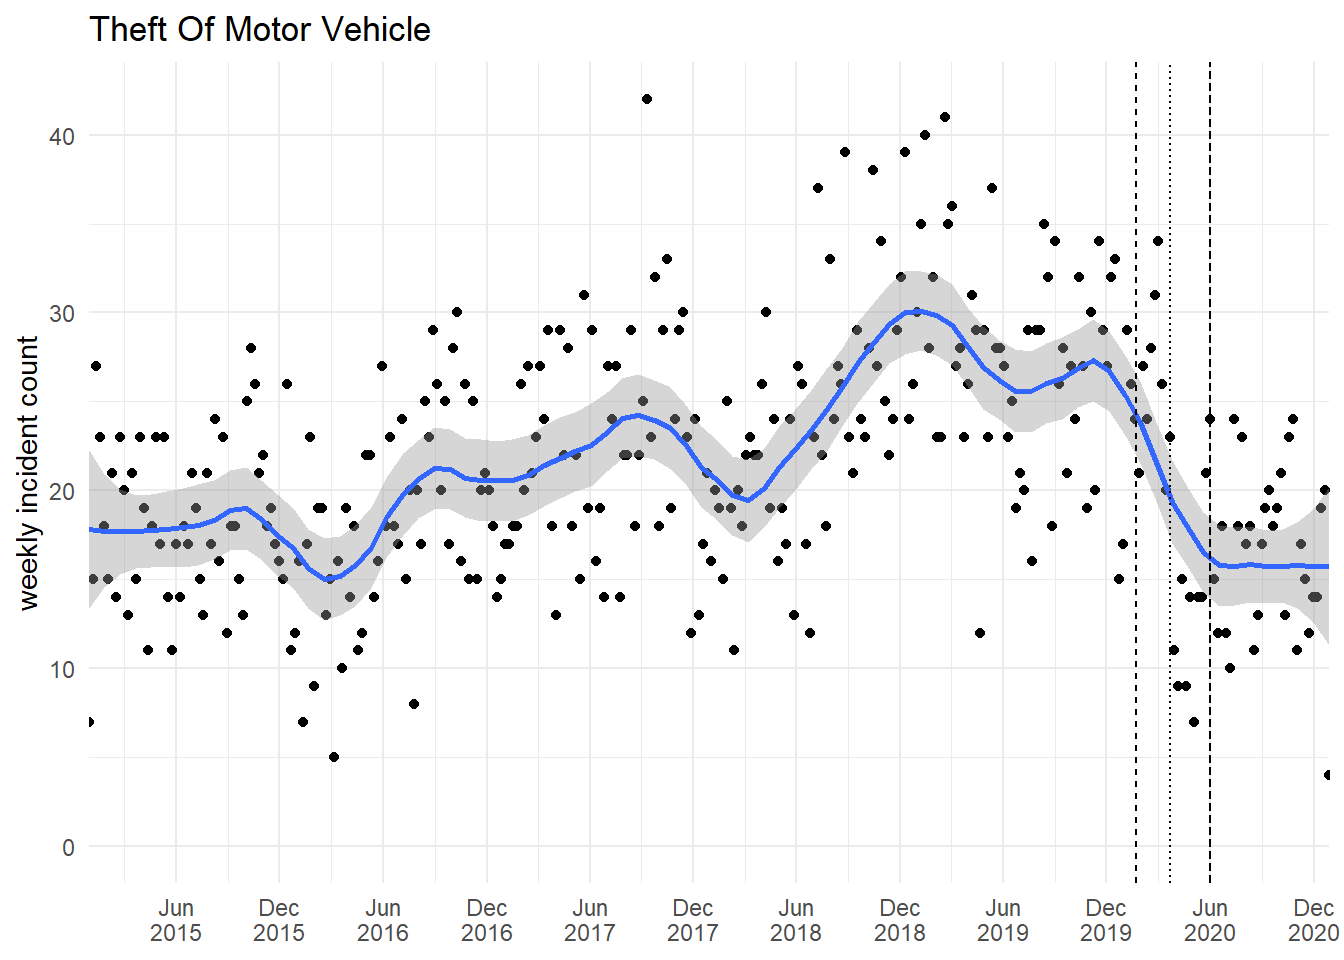 Theft Of Motor Vehicle
weekly incident count
40
30
20
10
0
Jun Dec Jun Dec Jun Dec Jun Dec Jun Dec Jun Dec
2015 2015 2016 2016 2017 2017 2018 2018 2019 2019 2020 2020